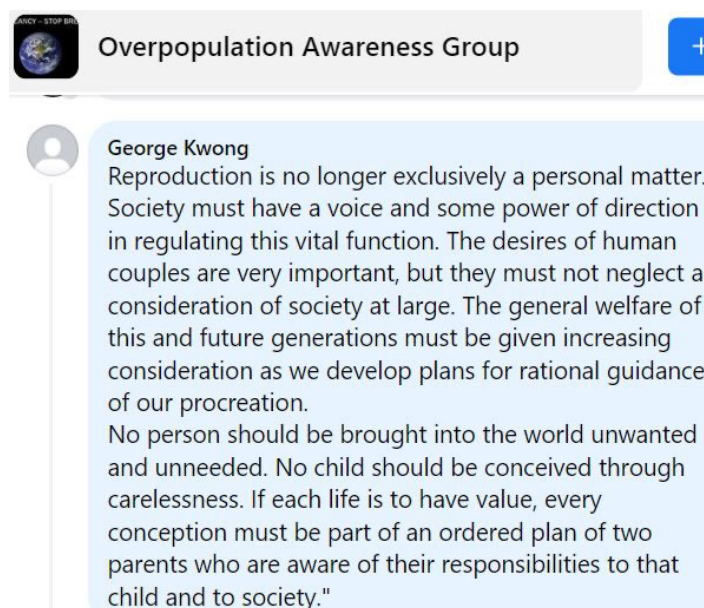 ANCY – STOP BRE
Overpopulation Awareness Group
+
George Kwong
Reproduction is no longer exclusively a personal matter.
Society must have a voice and some power of direction
in regulating this vital function. The desires of human
couples are very important, but they must not neglect a
consideration of society at large. The general welfare of
this and future generations must be given increasing
consideration as we develop plans for rational guidance
of our procreation.
No person should be brought into the world unwanted
and unneeded. No child should be conceived through
carelessness. If each life is to have value, every
conception must be part of an ordered plan of two
parents who are aware of their responsibilities to that
child and to society."